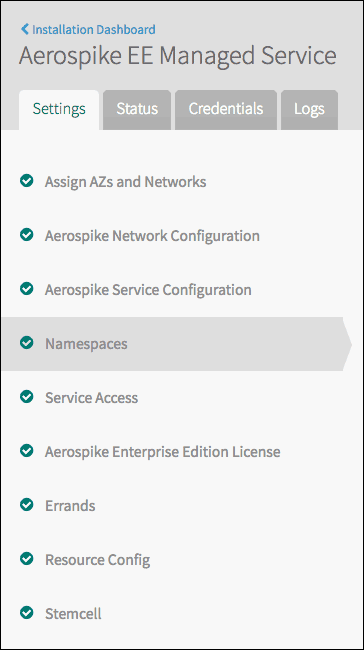 Installation Dashboard
Aerospike EE Managed Service
Settings Status Credentials Logs
Assign AZs and Networks
Aerospike Network Configuration
Aerospike Service Configuration
Namespaces
Service Access
Aerospike Enterprise Edition License
Errands
Resource Config
Stemcell